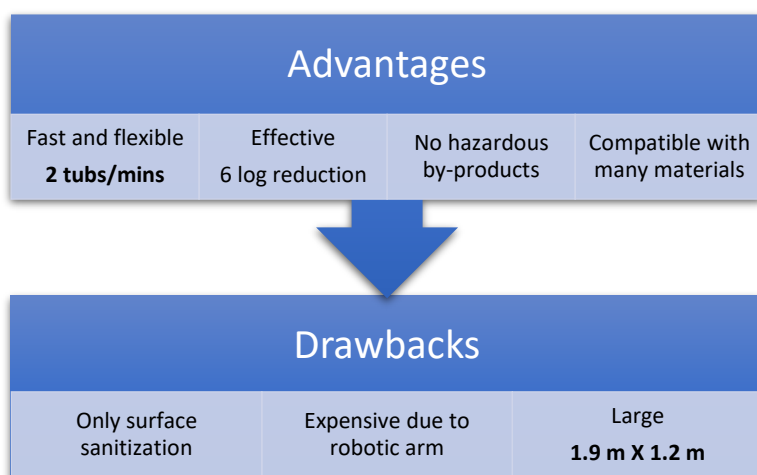 Advantages
Fast and flexible
2 tubs/mins
Effective
6 log reduction
No hazardous
by-products
Compatible with
many materials
Drawbacks
Only surface
sanitization
Expensive due to
robotic arm
Large
1.9 m X 1.2 m